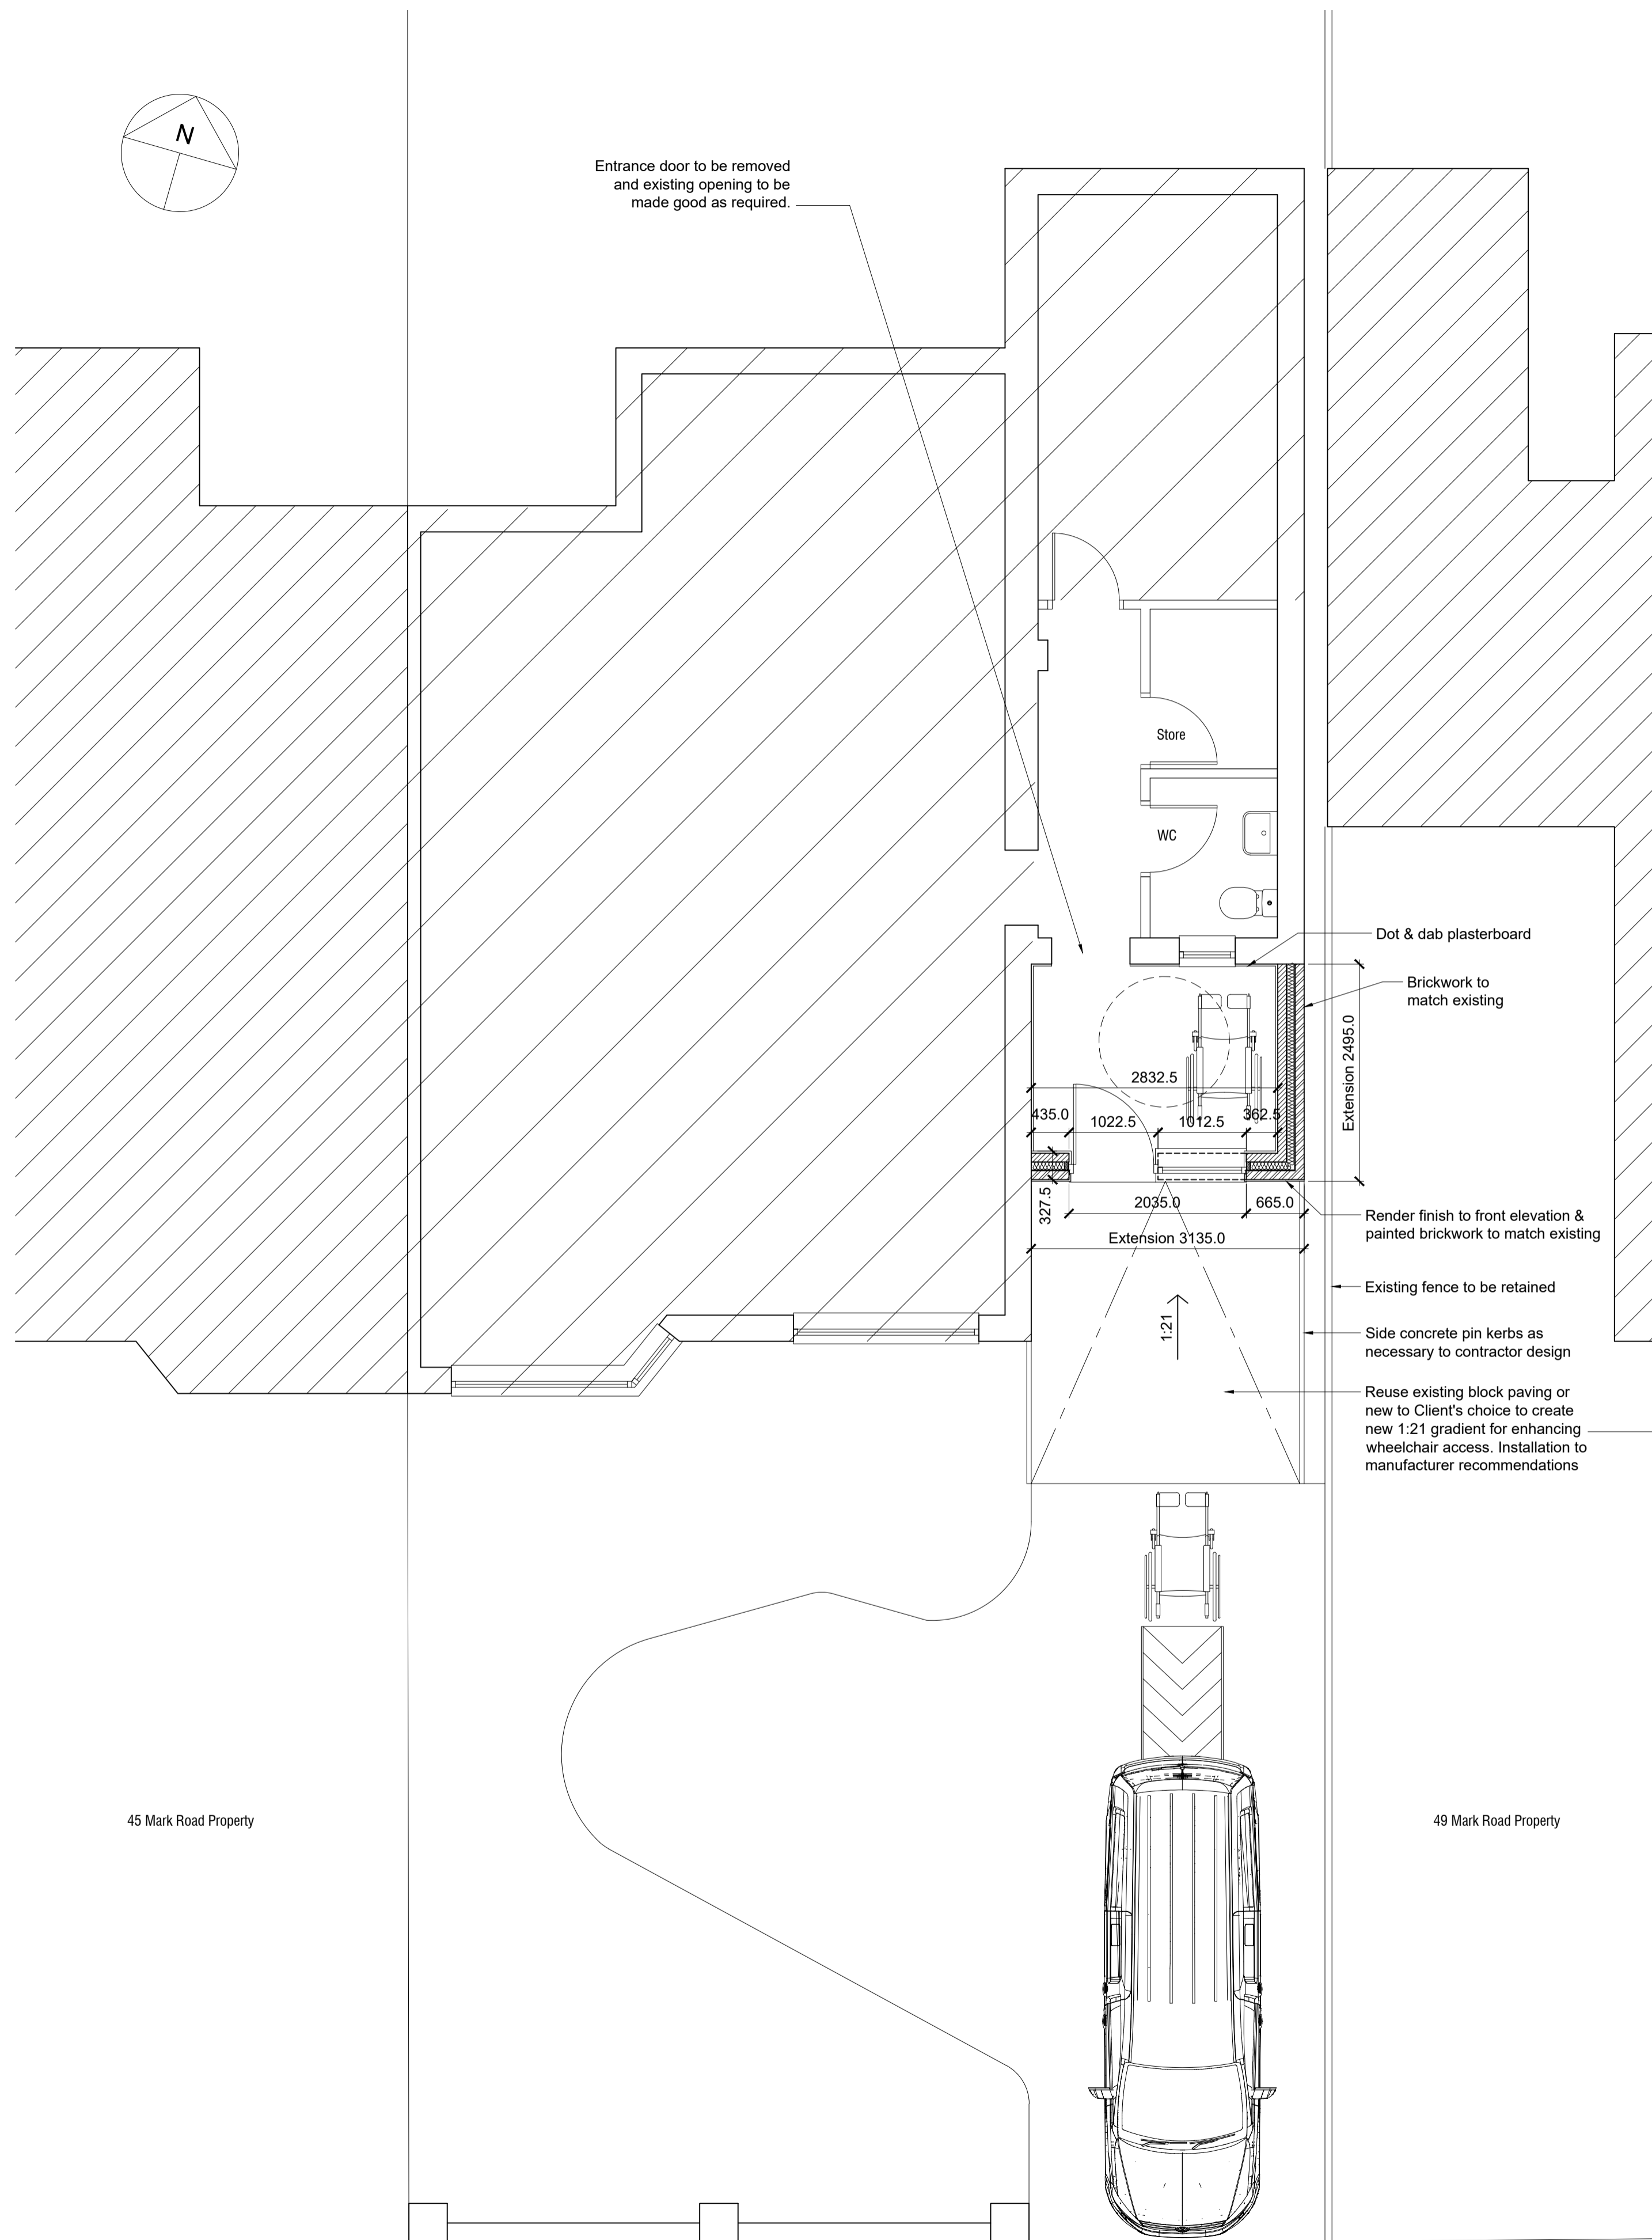 N
Entrance door to be removed
and existing opening to be
made good as required.
Store
WC
Dot & dab plasterboard
Brickwork to
match existing
Extension 2495.0
2832.5
435.0
1022.5
1012.5
362.5
327.5
2035.0
665.0
Extension 3135.0
Render finish to front elevation &
painted brickwork to match existing
Existing fence to be retained
1:21
Side concrete pin kerbs as
necessary to contractor design
Reuse existing block paving or
new to Client's choice to create
new 1:21 gradient for enhancing
wheelchair access. Installation to
manufacturer recommendations
45 Mark Road Property
49 Mark Road Property